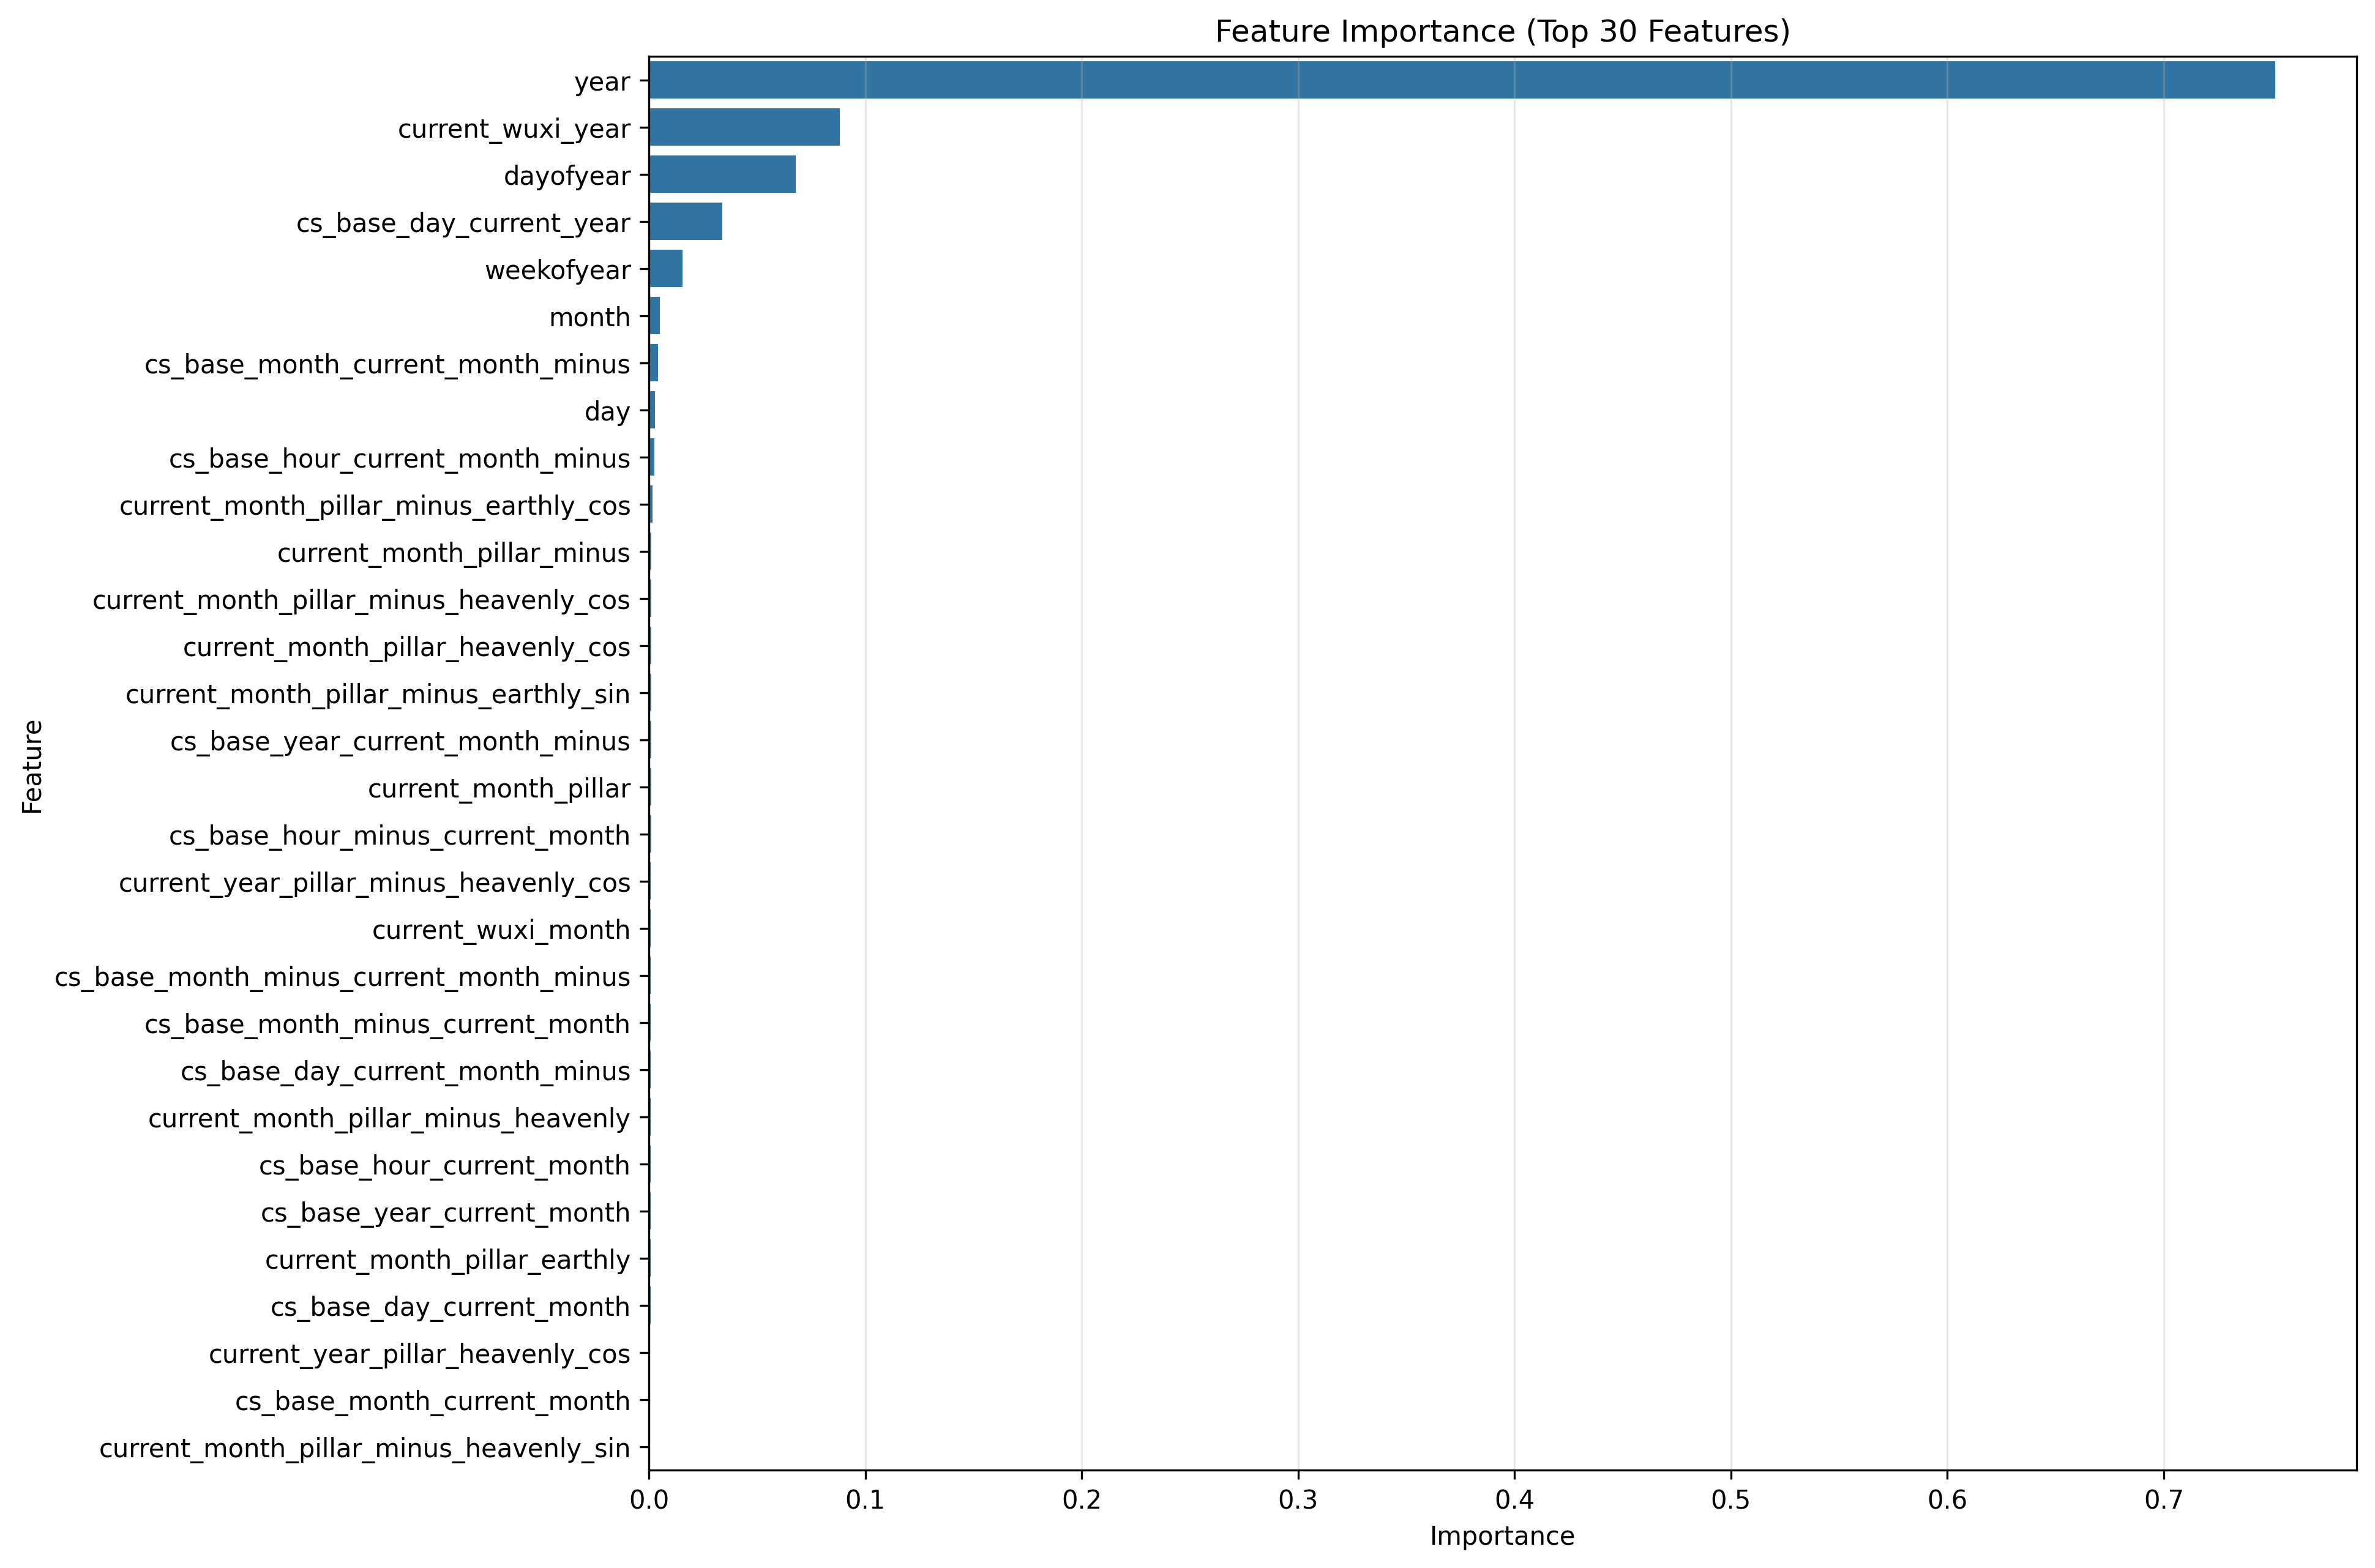 Feature Importance (Top 30 Features)
year
current_wuxi_year
dayofyear
cs_base_day_current_year
weekofyear
month
cs_base_month_current_month_minus
day
cs_base_hour_current_month_minus
current_month_pillar_minus_earthly_cos
current_month_pillar_minus
current_month_pillar_minus_heavenly_cos
current_month_pillar_heavenly_cos
current_month_pillar_minus_earthly_sin
cs_base_year_current_month_minus
current_month_pillar
cs_base_hour_minus_current_month
current_year_pillar_minus_heavenly_cos
current_wuxi_month
cs_base_month_minus_current_month_minus
cs_base_month_minus_current_month
cs_base_day_current_month_minus
current_month_pillar_minus_heavenly
cs_base_hour_current_month
cs_base_year_current_month
current_month_pillar_earthly
cs_base_day_current_month
current_year_pillar_heavenly_cos
cs_base_month_current_month
current_month_pillar_minus_heavenly_sin
Feature
0.0 0.1 0.2 0.3 0.4 0.5 0.6 0.7
Importance